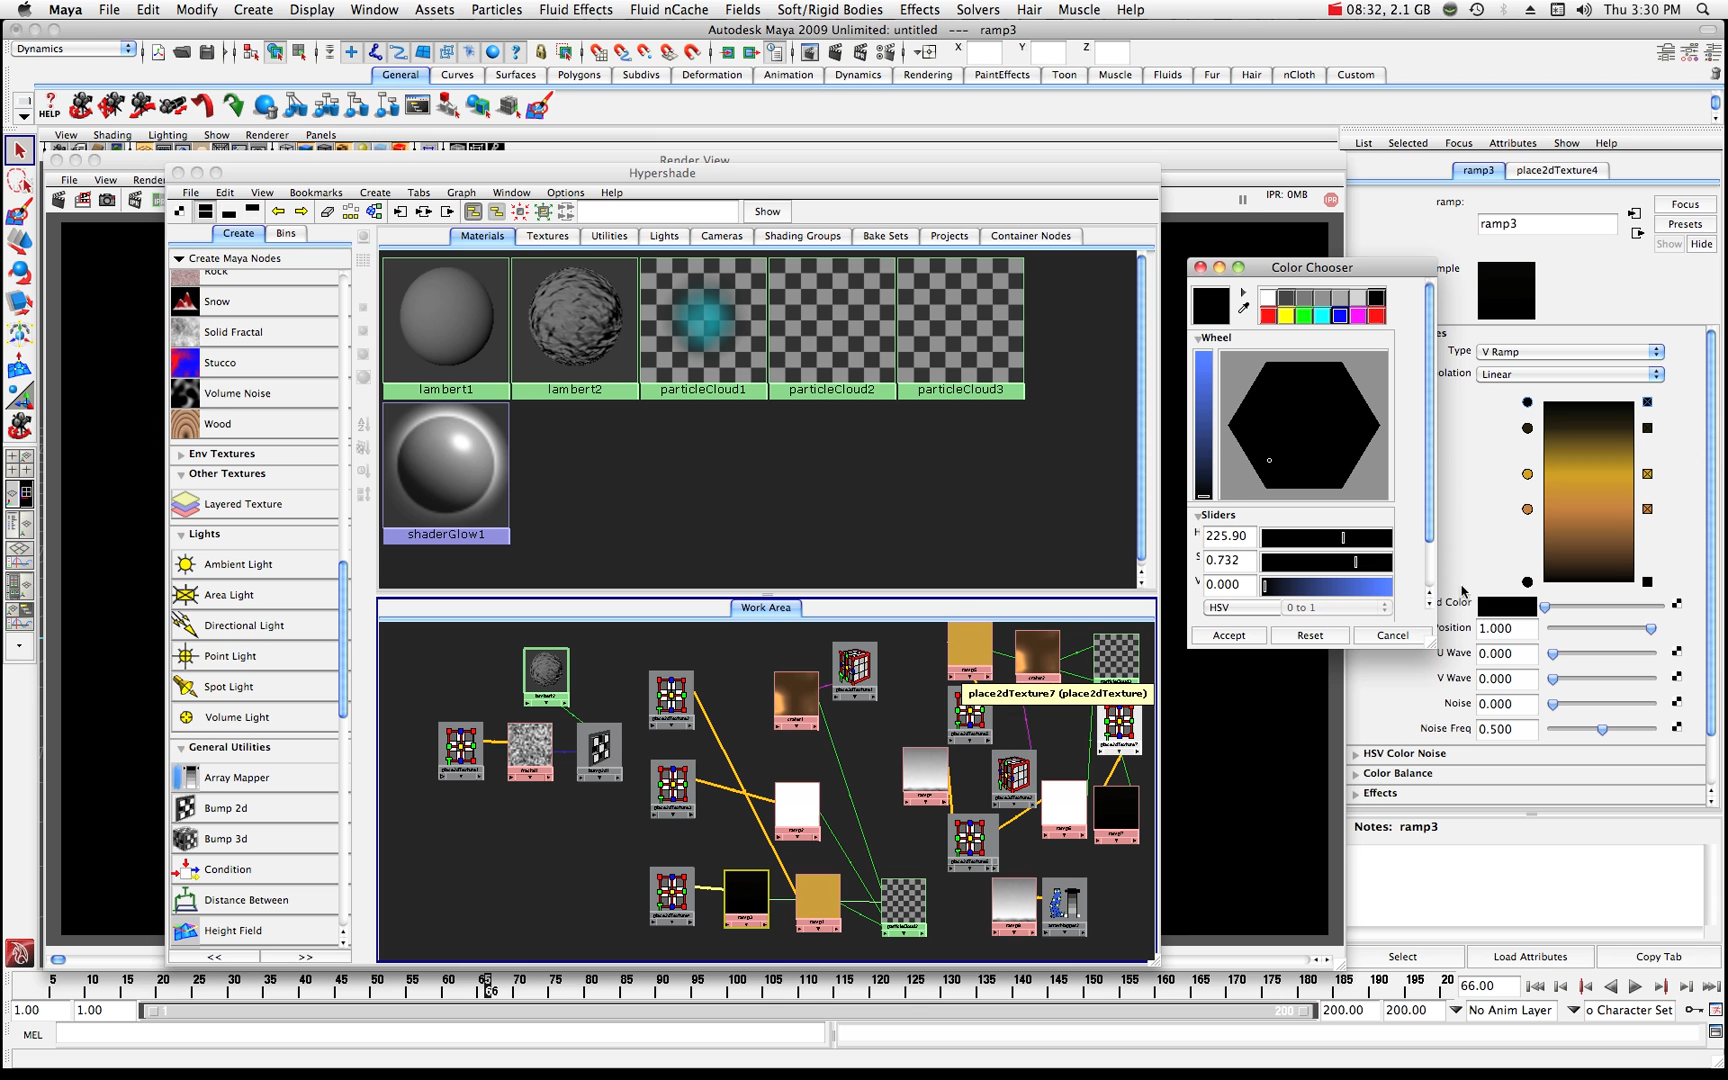 Maya File Edit Modify Create Display Window Assets Particles Fluid Effects Fluid nCache Fields Soft/Rigid Bodies Effects Solvers Hair Muscle Help 08:32, 2.1 GB Thu 3:30 PM
Autodesk Maya 2009 Unlimited: untitled --- ramp3
Dynamics X Y Z
General Curves Surfaces Polygons Subdivs Deformation Animation Dynamics Rendering PaintEffects Toon Muscle Fluids Fur Hair nCloth Custom
HELP
View Shading Lighting Show Renderer Panels
List Selected Focus Attributes Show Help
Render View
File View Render
IPR: 0MB
Hypershade
File Edit View Bookmarks Create Tabs Graph Window Options Help
Show
Create Bins
Materials Textures Utilities Lights Cameras Shading Groups Bake Sets Projects Container Nodes
Create Maya Nodes
Rock
Snow
Solid Fractal
Stucco
Volume Noise
Wood
Env Textures
Other Textures
Layered Texture
Lights
Ambient Light
Area Light
Directional Light
Point Light
Spot Light
Volume Light
General Utilities
Array Mapper
Bump 2d
Bump 3d
Condition
Distance Between
Height Field
<< >>
lambert1 lambert2 particleCloud1 particleCloud2 particleCloud3
shaderGlow1
Work Area
place2dTexture7 (place2dTexture)
Color Chooser
Wheel
Sliders
H 225.90
S 0.732
V 0.000
HSV 0 to 1
Accept Reset Cancel
ramp3 place2dTexture4
ramp: Focus
ramp3 Presets
Show Hide
mple
es
Type V Ramp
olation Linear
d Color
Position 1.000
U Wave 0.000
V Wave 0.000
Noise 0.000
Noise Freq 0.500
HSV Color Noise
Color Balance
Effects
Notes: ramp3
Select Load Attributes Copy Tab
5 10 15 20 25 30 35 40 45 50 55 60 65 70 75 80 85 90 95 100 105 110 115 120 125 130 135 140 145 150 155 160 165 170 175 180 185 190 195 20 66.00
66
1.00 1.00 1 200 200.00 200.00 No Anim Layer o Character Set
MEL